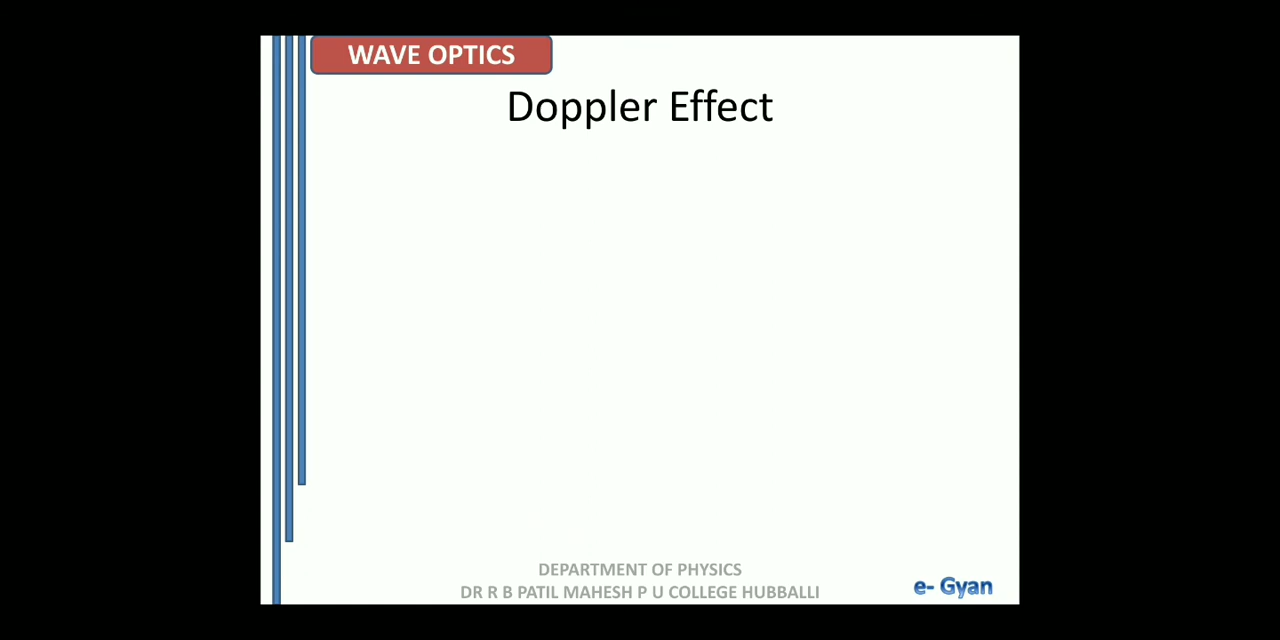 WAVE OPTICS
Doppler Effect
DEPARTMENT OF PHYSICS
DR R B PATIL MAHESH P U COLLEGE HUBBALLI
e- Gyan